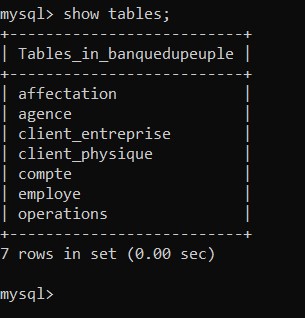 mysql> show tables;
+-------------------------+
| Tables_in_banquedupeuple |
+-------------------------+
| affectation |
| agence |
| client_entreprise |
| client_physique |
| compte |
| employe |
| operations |
+-------------------------+
7 rows in set (0.00 sec)
mysql>